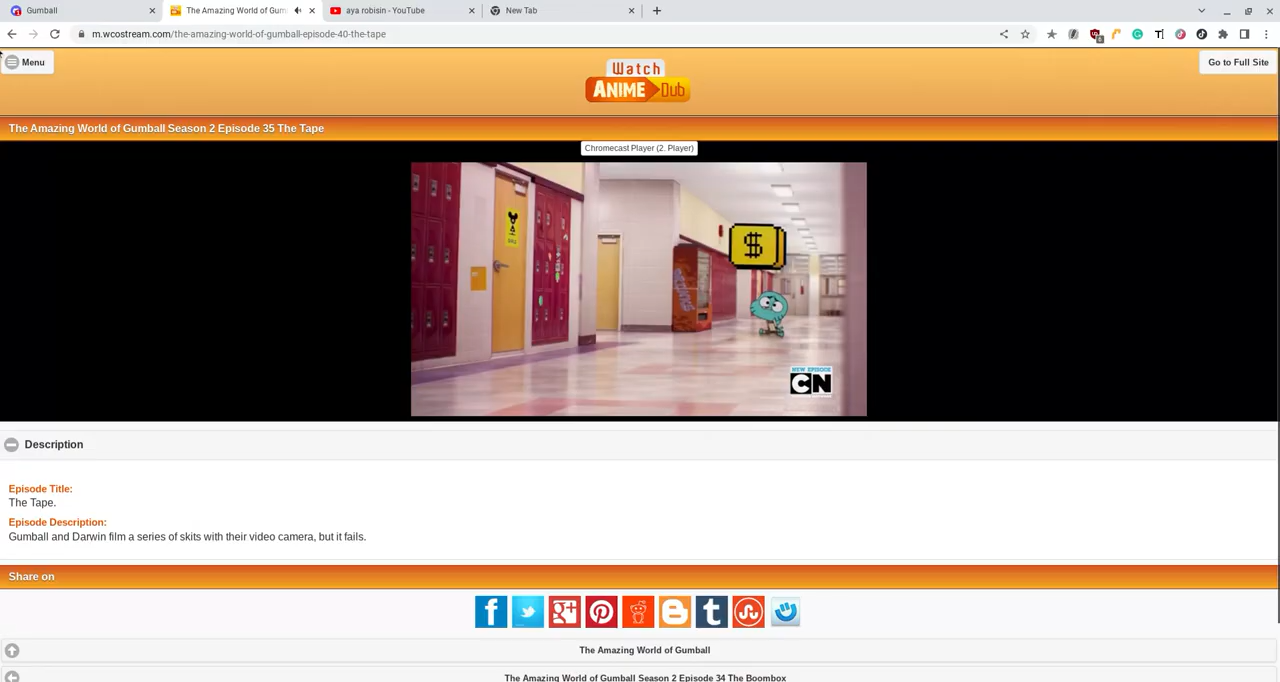 Gumball
The Amazing World of Gum
aya robisin - YouTube
New Tab
m.wcostream.com/the-amazing-world-of-gumball-episode-40-the-tape
Menu
Watch
ANIME Dub
Go to Full Site
The Amazing World of Gumball Season 2 Episode 35 The Tape
Chromecast Player (2. Player)
$
NEW EPISODE
CN
Description
Episode Title:
The Tape.
Episode Description:
Gumball and Darwin film a series of skits with their video camera, but it fails.
Share on
The Amazing World of Gumball
The Amazing World of Gumball Season 2 Episode 34 The Boombox